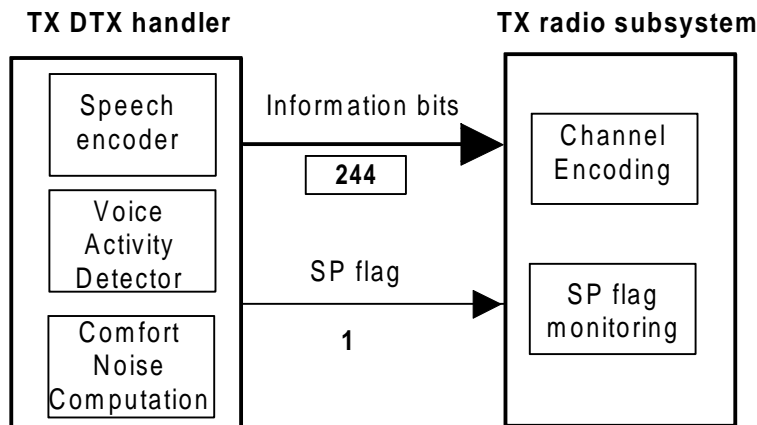 TX DTX handler
TX radio subsystem
Speech
encoder
Voice
Activity
Detector
Comfort
Noise
Computation
Information bits
244
SP flag
1
Channel
Encoding
SP flag
monitoring